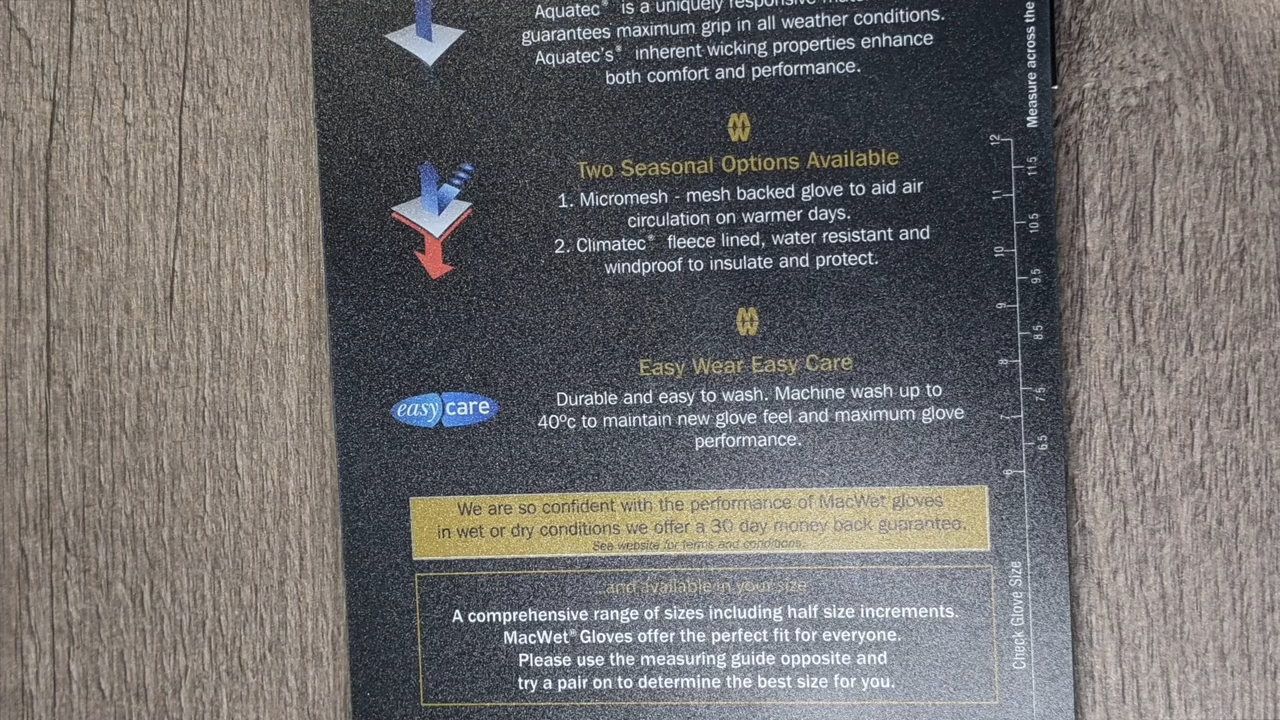 Aquatec® is a uniquely responsive
guarantees maximum grip in all weather conditions.
Aquatec's® inherent wicking properties enhance
both comfort and performance.
Two Seasonal Options Available
1. Micromesh - mesh backed glove to aid air
circulation on warmer days.
2. Climatec® fleece lined, water resistant and
windproof to insulate and protect.
Easy Wear Easy Care
easy care
Durable and easy to wash. Machine wash up to
40ºc to maintain new glove feel and maximum glove
performance.
We are so confident with the performance of MacWet gloves
in wet or dry conditions we offer a 30 day money back guarantee.
See website for terms and conditions.
...and available in your size
A comprehensive range of sizes including half size increments.
MacWet® Gloves offer the perfect fit for everyone.
Please use the measuring guide opposite and
try a pair on to determine the best size for you.
Measure across the
12
11.5
11
10.5
10
9.5
9
8.5
8
7.5
7
6.5
6
Check Glove Size